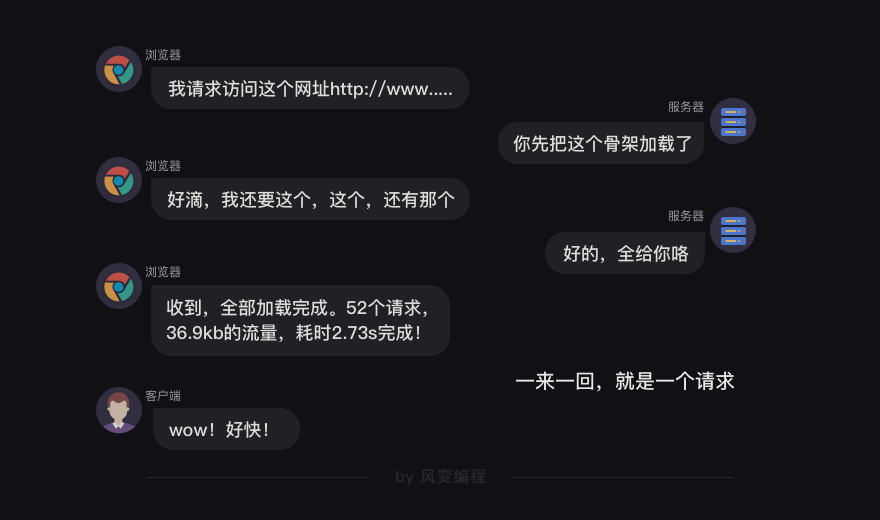 浏览器
我请求访问这个网址http://www.....
服务器
你先把这个骨架加载了
浏览器
好滴，我还要这个，这个，还有那个
服务器
好的，全给你咯
浏览器
收到，全部加载完成。52个请求，
36.9kb的流量，耗时2.73s完成！
一来一回，就是一个请求
客户端
wow！好快！
by 风变编程